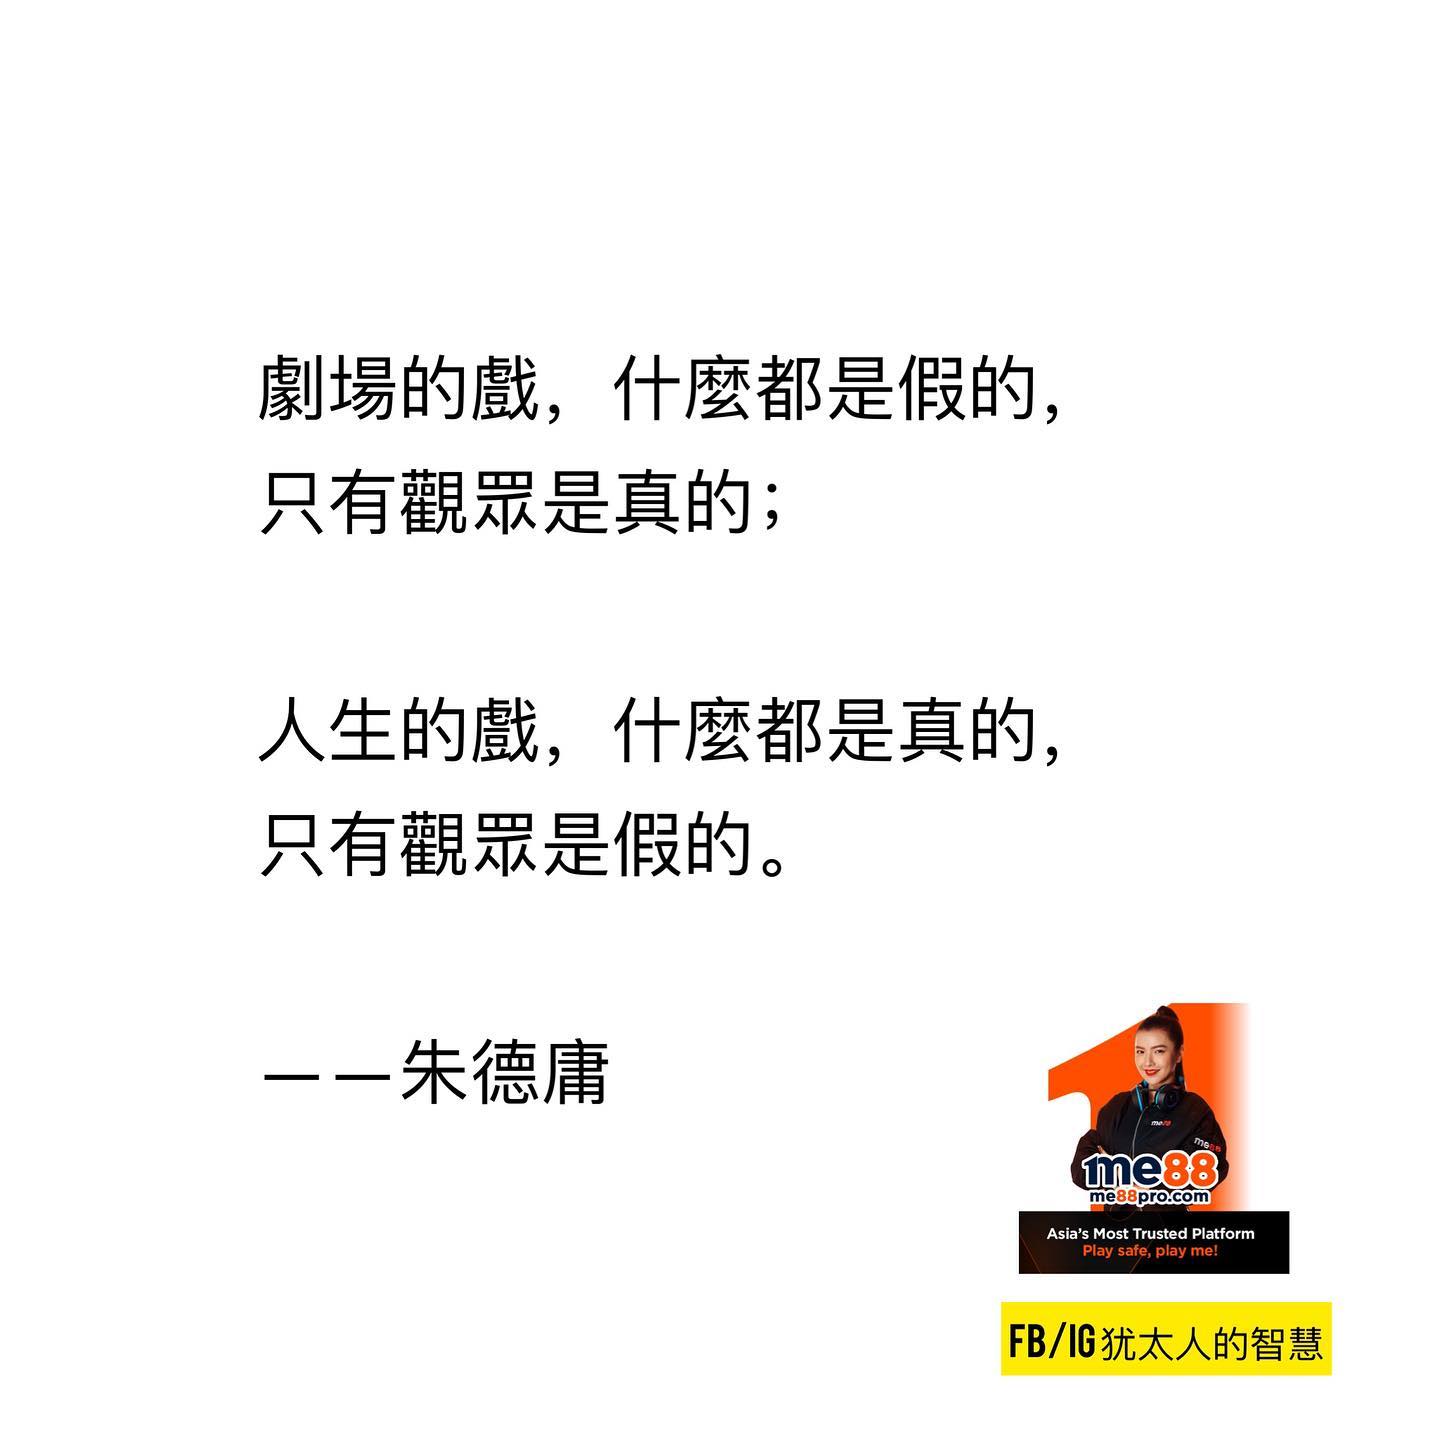 劇場的戲，什麼都是假的，
只有觀眾是真的；
人生的戲，什麼都是真的，
只有觀眾是假的。
——朱德庸
me88
me88
1me88
me88pro.com
Asia's Most Trusted Platform
Play safe, play me!
FB/IG犹太人的智慧